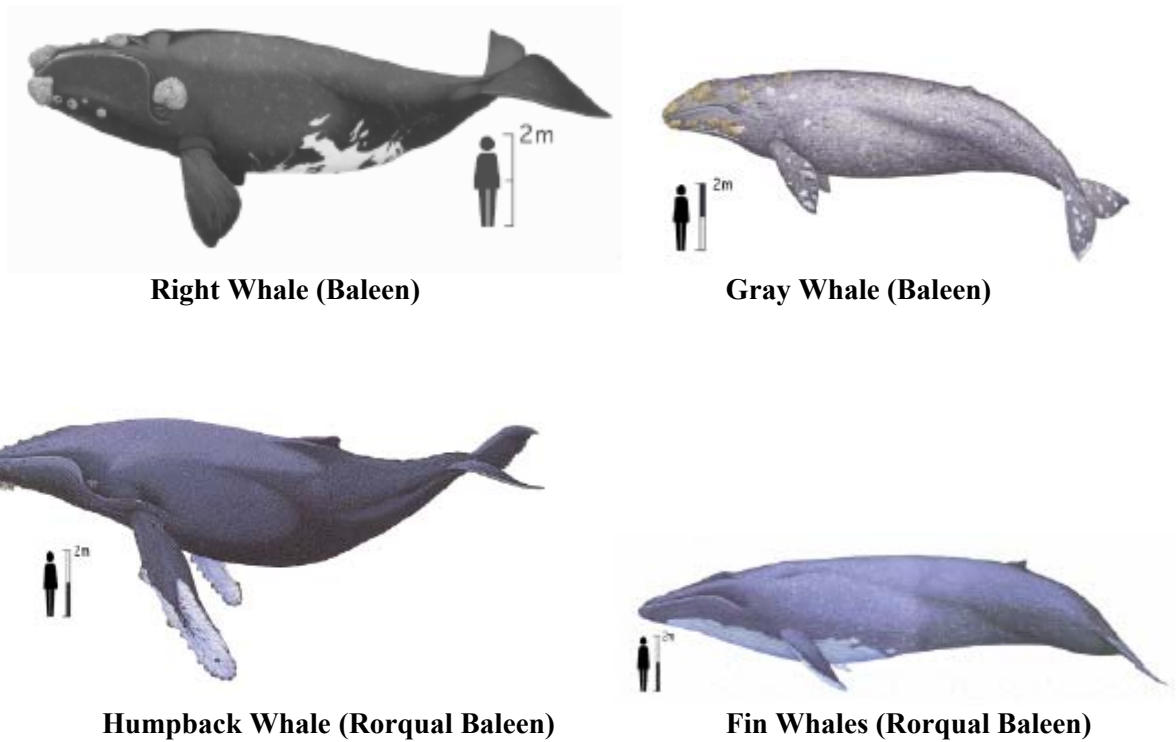 2m
2m
Right Whale (Baleen)
Gray Whale (Baleen)
2m
2m
Humpback Whale (Rorqual Baleen)
Fin Whales (Rorqual Baleen)